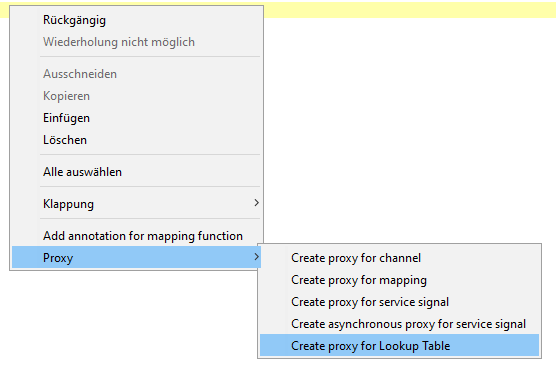 Rückgängig
Wiederholung nicht möglich
Ausschneiden
Kopieren
Einfügen
Löschen
Alle auswählen
Klappung
Add annotation for mapping function
Proxy
Create proxy for channel
Create proxy for mapping
Create proxy for service signal
Create asynchronous proxy for service signal
Create proxy for Lookup Table